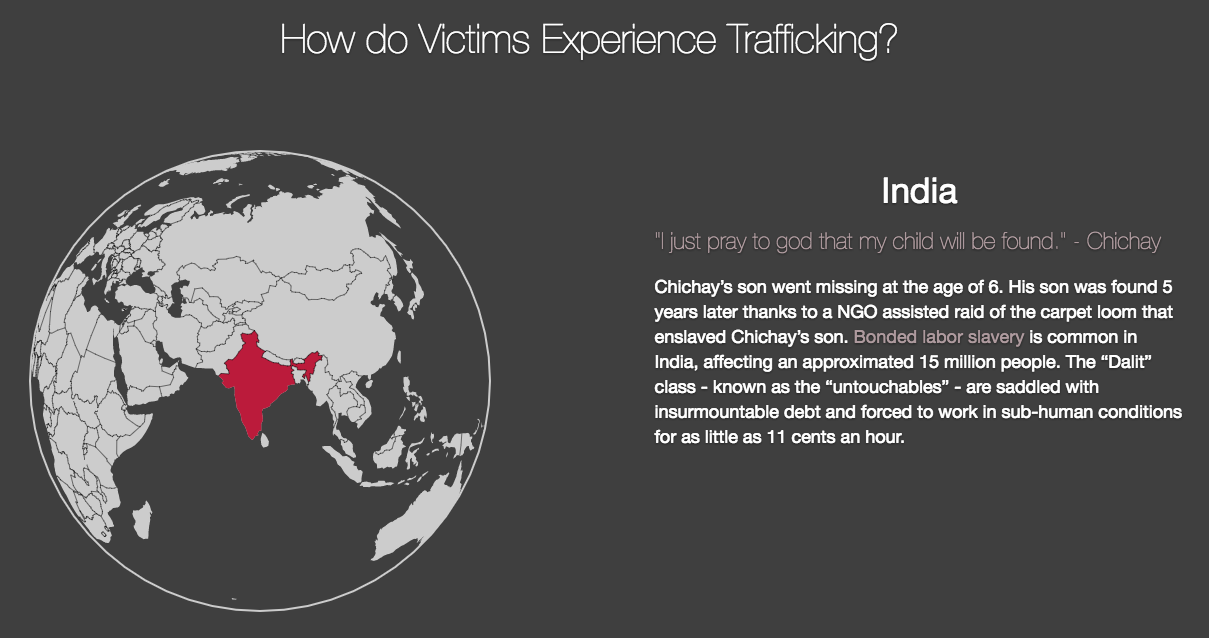 How do Victims Experience Trafficking?
India
"I just pray to god that my child will be found." - Chichay
Chichay’s son went missing at the age of 6. His son was found 5
years later thanks to a NGO assisted raid of the carpet loom that
enslaved Chichay’s son. Bonded labor slavery is common in
India, affecting an approximated 15 million people. The “Dalit”
class - known as the “untouchables” - are saddled with
insurmountable debt and forced to work in sub-human conditions
for as little as 11 cents an hour.